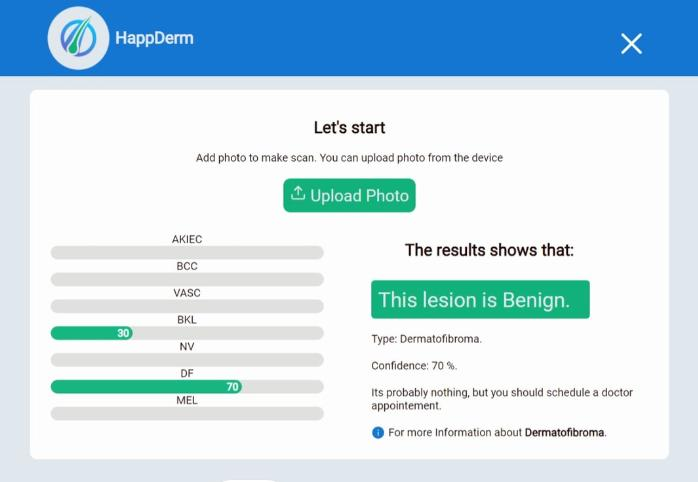 HappDerm
Let's start
Add photo to make scan. You can upload photo from the device
Upload Photo
AKIEC
BCC
VASC
BKL
30
NV
DF
70
MEL
The results shows that:
This lesion is Benign.
Type: Dermatofibroma.
Confidence: 70 %.
Its probably nothing, but you should schedule a doctor
appointement.
For more Information about Dermatofibroma.